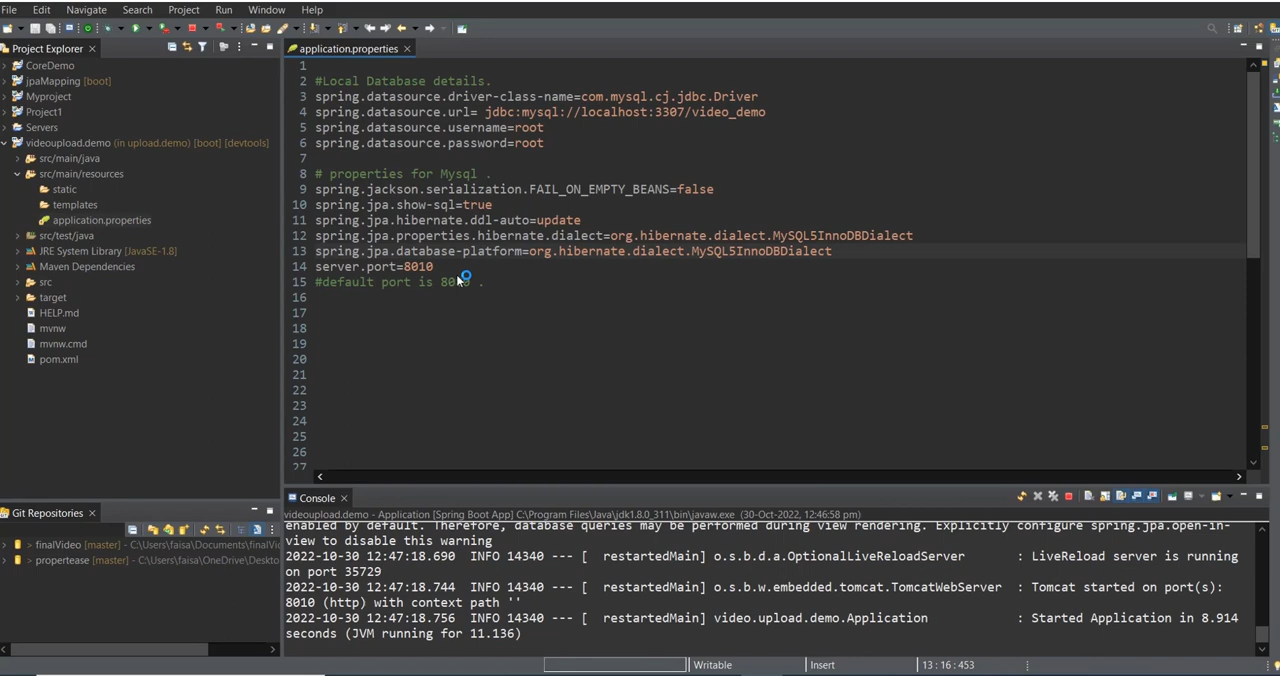 File Edit Navigate Search Project Run Window Help
Project Explorer
CoreDemo
jpaMapping [boot]
Myproject
Project1
Servers
videoupload.demo (in upload.demo) [boot] [devtools]
src/main/java
src/main/resources
static
templates
application.properties
src/test/java
JRE System Library [JavaSE-1.8]
Maven Dependencies
src
target
HELP.md
mvnw
mvnw.cmd
pom.xml
Git Repositories
> finalVideo [master] - C:\Users\faisa\Documents\finalVi
> propertease [master] - C:\Users\faisa\OneDrive\Deskto
application.properties
1
2 #Local Database details.
3 spring.datasource.driver-class-name=com.mysql.cj.jdbc.Driver
4 spring.datasource.url= jdbc:mysql://localhost:3307/video_demo
5 spring.datasource.username=root
6 spring.datasource.password=root
7
8 # properties for Mysql .
9 spring.jackson.serialization.FAIL_ON_EMPTY_BEANS=false
10 spring.jpa.show-sql=true
11 spring.jpa.hibernate.ddl-auto=update
12 spring.jpa.properties.hibernate.dialect=org.hibernate.dialect.MySQL5InnoDBDialect
13 spring.jpa.database-platform=org.hibernate.dialect.MySQL5InnoDBDialect
14 server.port=8010
15 #default port is .
16
17
18
19
20
21
22
23
24
25
26
27
Console
videoupload.demo - Application [Spring Boot App] C:\Program Files\Java\jdk1.8.0_311\bin\javaw.exe (30-Oct-2022, 12:46:58 pm)
enabled by default. Therefore, database queries may be performed during view rendering. Explicitly configure spring.jpa.open-in-
view to disable this warning
2022-10-30 12:47:18.690 INFO 14340 --- [ restartedMain] o.s.b.d.a.OptionalLiveReloadServer : LiveReload server is running
on port 35729
2022-10-30 12:47:18.744 INFO 14340 --- [ restartedMain] o.s.b.w.embedded.tomcat.TomcatWebServer : Tomcat started on port(s):
8010 (http) with context path ''
2022-10-30 12:47:18.756 INFO 14340 --- [ restartedMain] video.upload.demo.Application : Started Application in 8.914
seconds (JVM running for 11.136)
Writable Insert 13 : 16 : 453